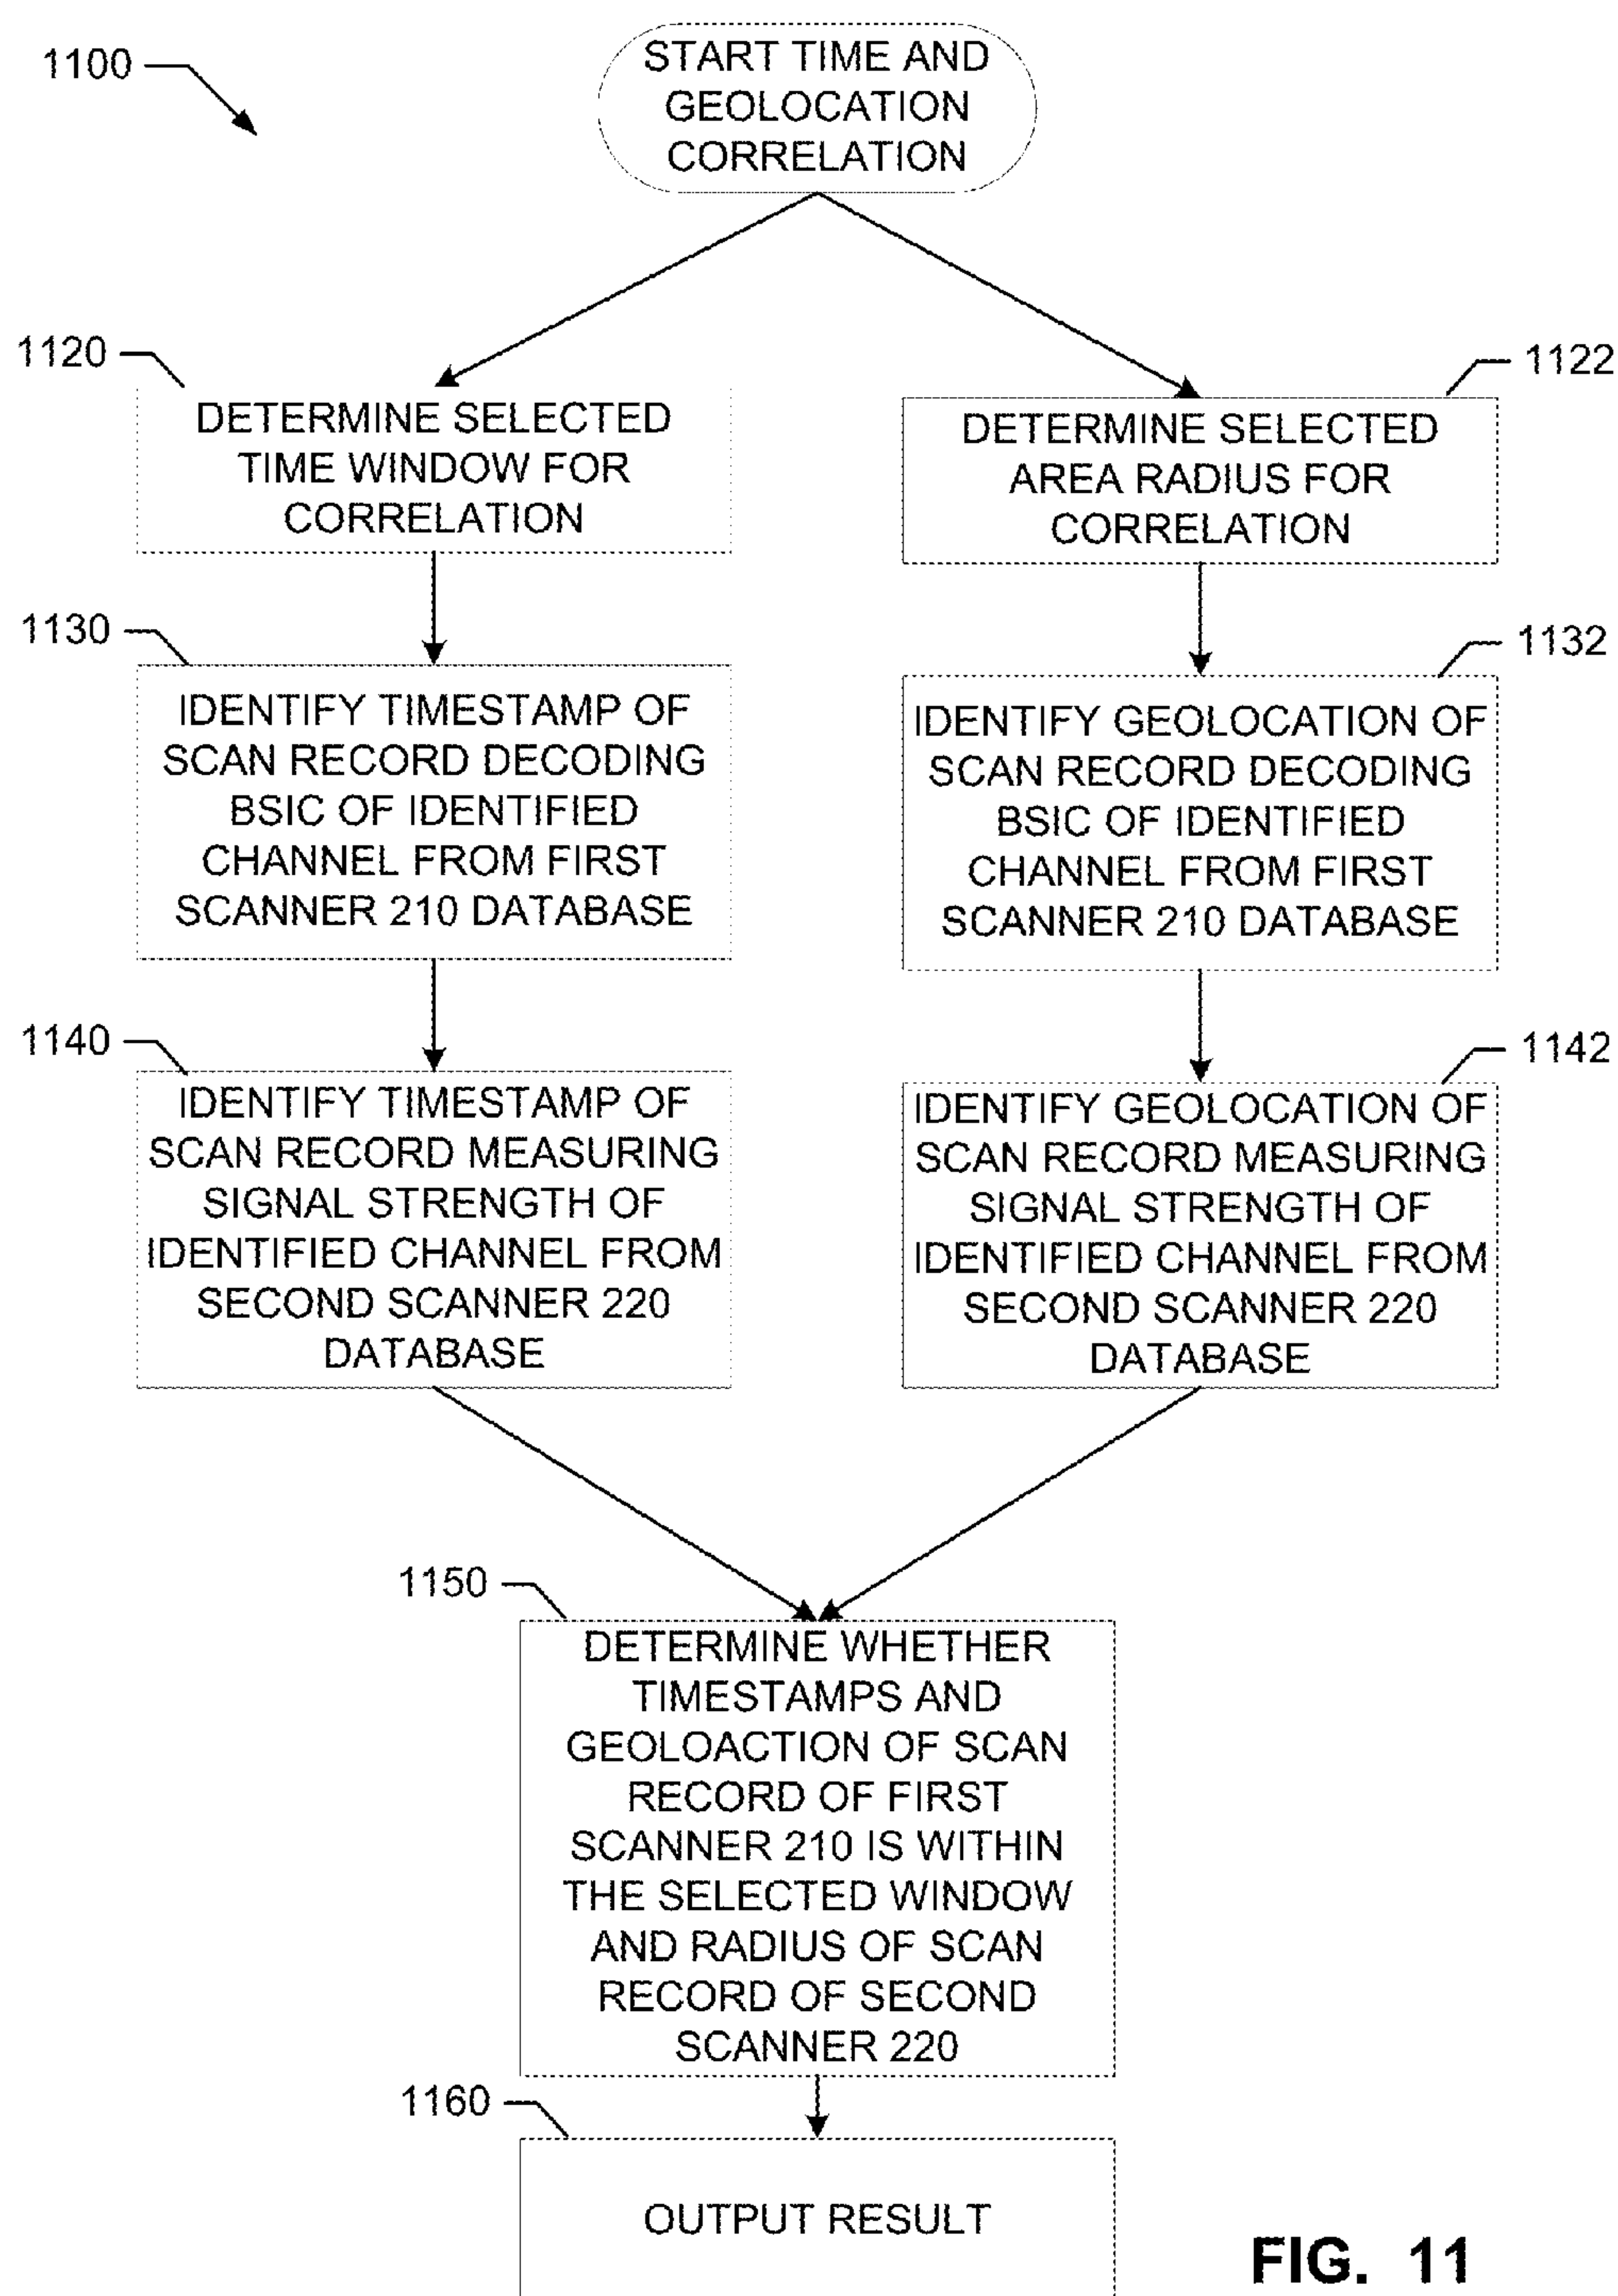 1100
START TIME AND
GEOLOCATION
CORRELATION
1120
DETERMINE SELECTED
TIME WINDOW FOR
CORRELATION
1122
DETERMINE SELECTED
AREA RADIUS FOR
CORRELATION
1130
IDENTIFY TIMESTAMP OF
SCAN RECORD DECODING
BSIC OF IDENTIFIED
CHANNEL FROM FIRST
SCANNER 210 DATABASE
1132
IDENTIFY GEOLOCATION OF
SCAN RECORD DECODING
BSIC OF IDENTIFIED
CHANNEL FROM FIRST
SCANNER 210 DATABASE
1140
IDENTIFY TIMESTAMP OF
SCAN RECORD MEASURING
SIGNAL STRENGTH OF
IDENTIFIED CHANNEL FROM
SECOND SCANNER 220
DATABASE
1142
IDENTIFY GEOLOCATION OF
SCAN RECORD MEASURING
SIGNAL STRENGTH OF
IDENTIFIED CHANNEL FROM
SECOND SCANNER 220
DATABASE
1150
DETERMINE WHETHER
TIMESTAMPS AND
GEOLOACTION OF SCAN
RECORD OF FIRST
SCANNER 210 IS WITHIN
THE SELECTED WINDOW
AND RADIUS OF SCAN
RECORD OF SECOND
SCANNER 220
1160
OUTPUT RESULT
FIG. 11